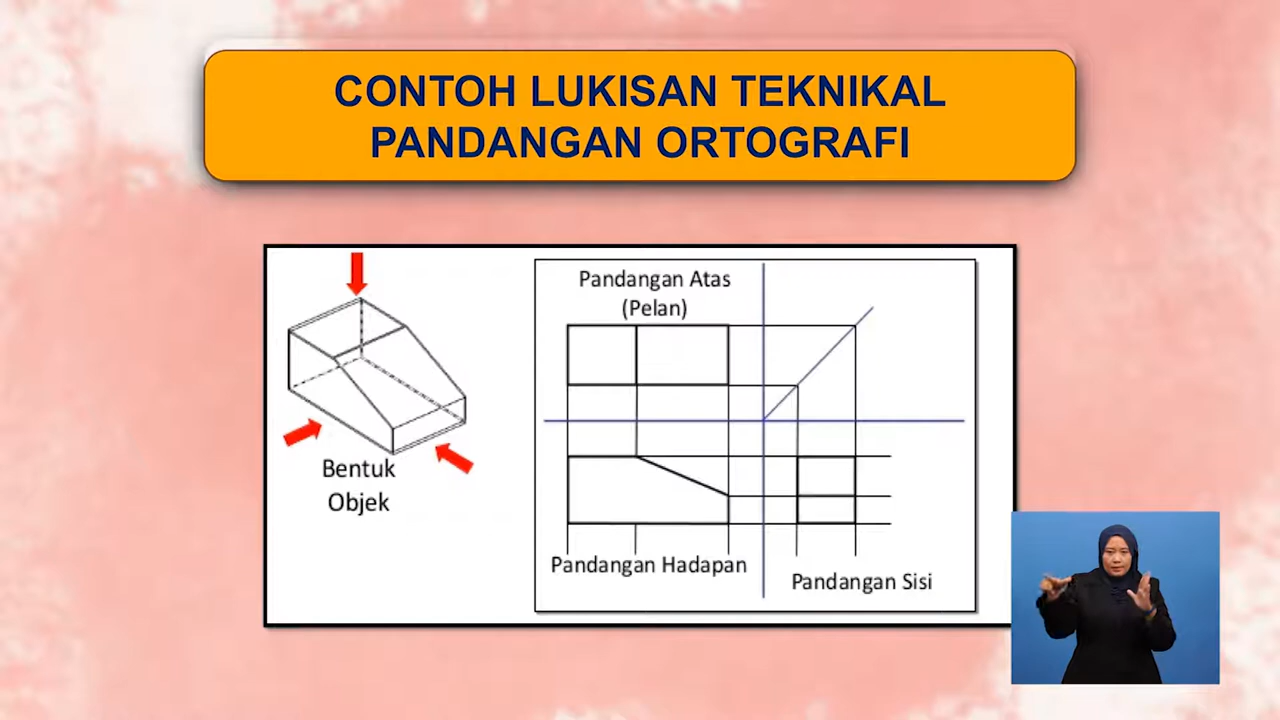 CONTOH LUKISAN TEKNIKAL
PANDANGAN ORTOGRAFI
Bentuk
Objek
Pandangan Atas
(Pelan)
Pandangan Hadapan
Pandangan Sisi